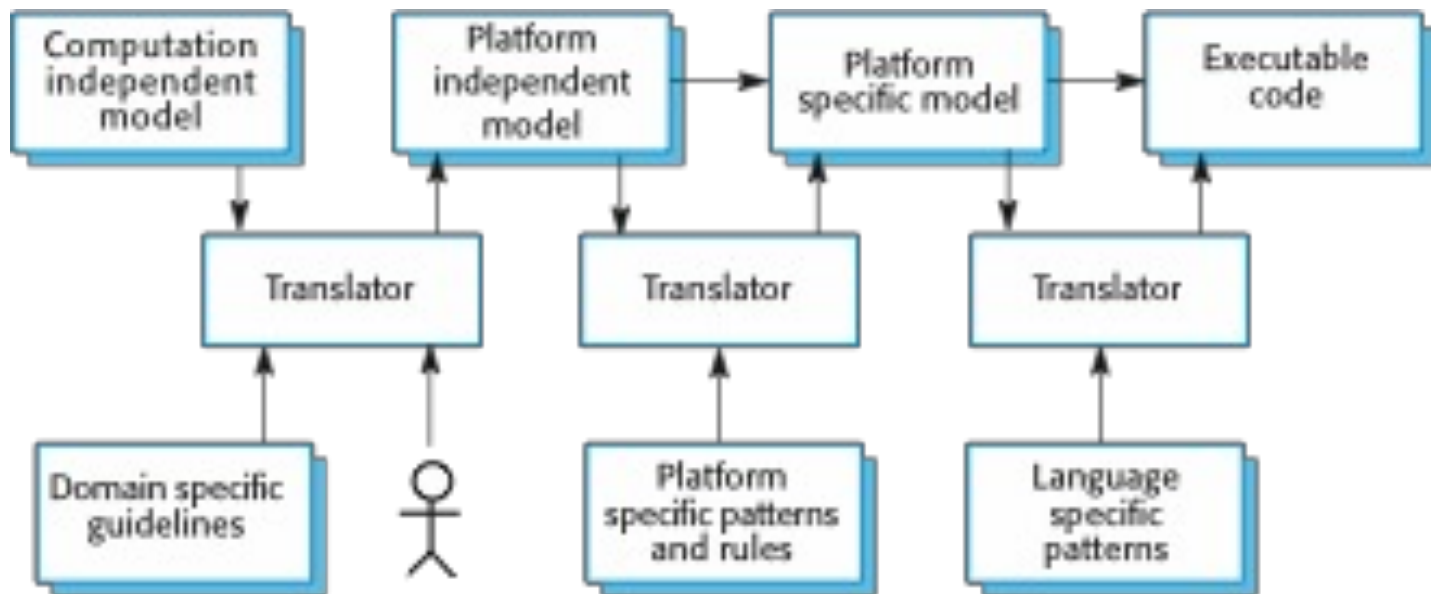 Computation
independent
model
Platform
independent
model
Platform
specific model
Executable
code
Translator
Translator
Translator
Domain specific
guidelines
Platform
specific patterns
and rules
Language
specific
patterns